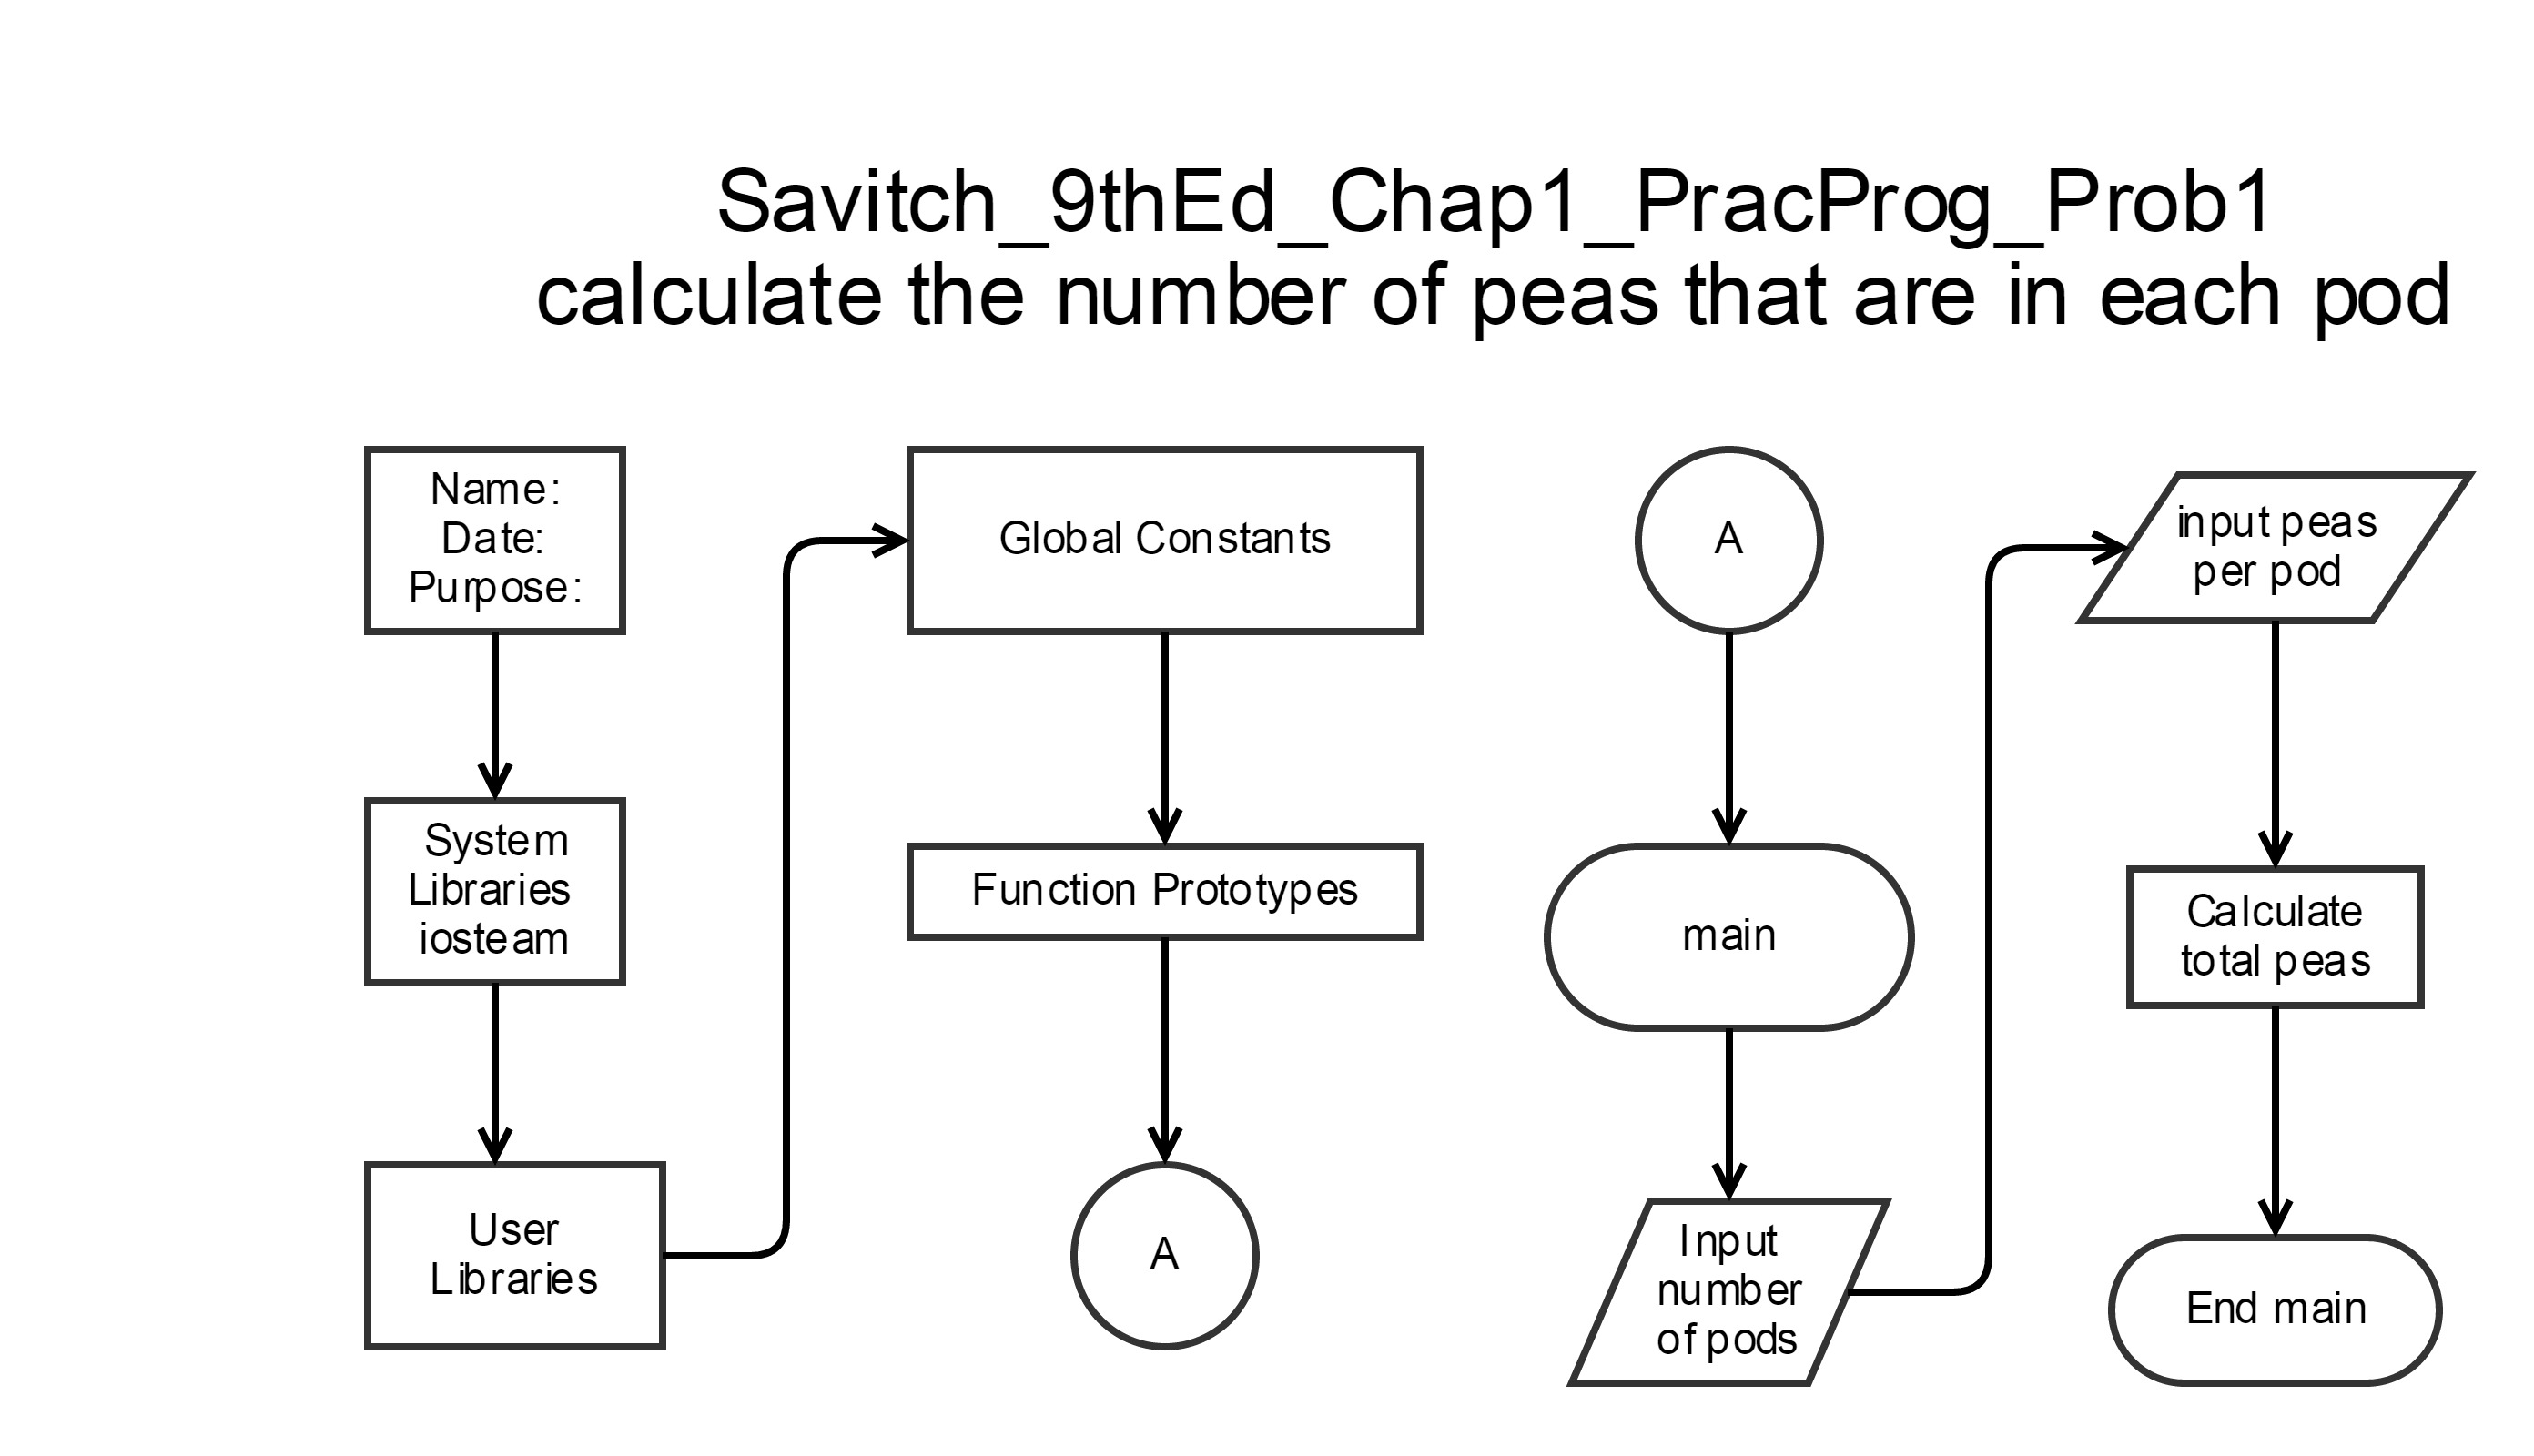 Savitch_9thEd_Chap1_PracProg_Prob1
calculate the number of peas that are in each pod
Name:
Date:
Purpose:
System
Libraries
iosteam
User
Libraries
Global Constants
Function Prototypes
A
A
main
Input
number
of pods
input peas
per pod
Calculate
total peas
End main